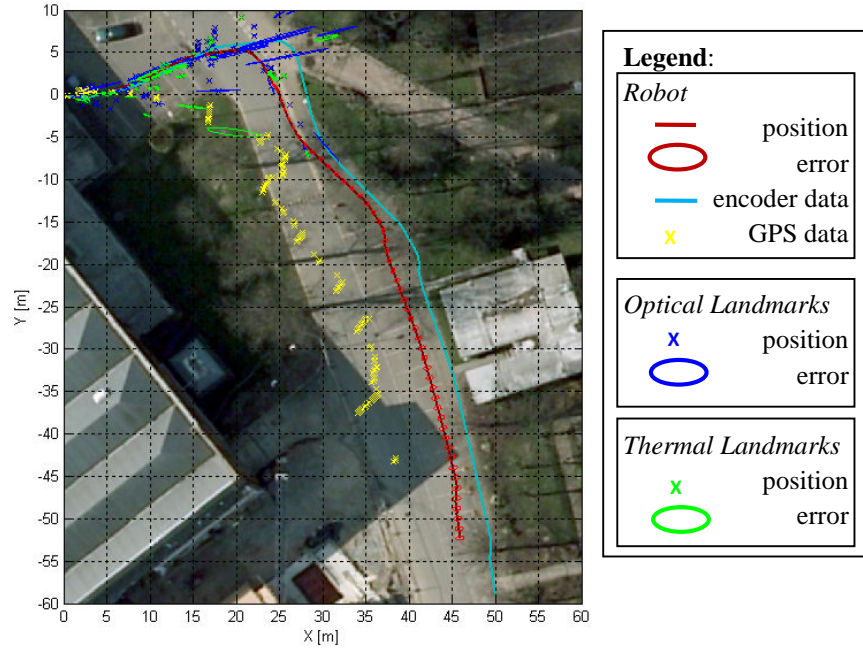 10
5
0
-5
-10
-15
-20
-25
-30
-35
-40
-45
-50
-55
-60
Y [m]
0 5 10 15 20 25 30 35 40 45 50 55 60
X [m]
Legend:
Robot
position
error
encoder data
x GPS data
Optical Landmarks
x position
error
Thermal Landmarks
x position
error